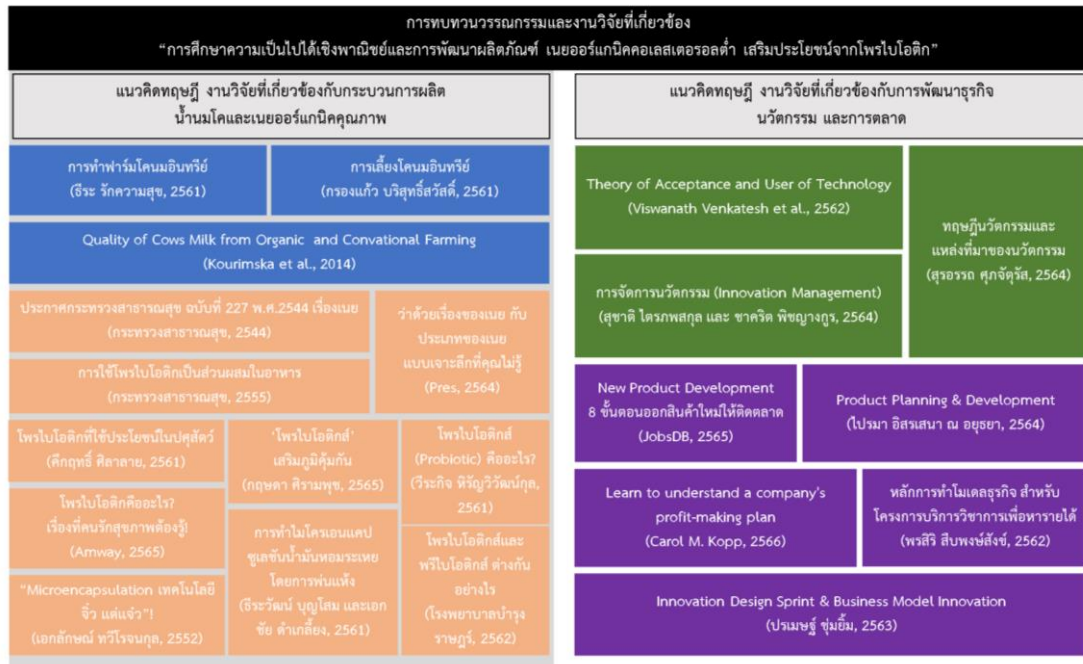 การทบทวนวรรณกรรมและงานวิจัยที่เกี่ยวข้อง
“การศึกษาความเป็นไปได้เชิงพาณิชย์และการพัฒนาผลิตภัณฑ์ เนยออร์แกนิคคอเลสเตอรอลต่ำ เสริมประโยชน์จากโพรไบโอติก”
แนวคิดทฤษฎี งานวิจัยที่เกี่ยวข้องกับกระบวนการผลิต
น้ำนมโคและเนยออร์แกนิคคุณภาพ
การทำฟาร์มโคนมอินทรีย์
(ธีระ รักความสุข, 2561)
การเลี้ยงโคนมอินทรีย์
(กรองแก้ว บริสุทธิ์สวัสดิ์, 2561)
Quality of Cows Milk from Organic and Convational Farming
(Kourimska et al., 2014)
ประกาศกระทรวงสาธารณสุข ฉบับที่ 227 พ.ศ.2544 เรื่องเนย
(กระทรวงสาธารณสุข, 2544)
การใช้โพรไบโอติกเป็นส่วนผสมในอาหาร
(กระทรวงสาธารณสุข, 2555)
ว่าด้วยเรื่องของเนย กับ
ประเภทของเนย
แบบเจาะลึกที่คุณไม่รู้
(Pres, 2564)
โพรไบโอติกที่ใช้ประโยชน์ในปศุสัตว์
(คึกฤทธิ์ ศิลาลาย, 2561)
โพรไบโอติกคืออะไร?
เรื่องที่คนรักสุขภาพต้องรู้!
(Amway, 2565)
“Microencapsulation เทคโนโลยี
จิ๋ว แต่แจ๋ว”!
(เอกลักษณ์ ทวีโรจนกุล, 2552)
‘โพรไบโอติกส์’
เสริมภูมิคุ้มกัน
(กฤษดา ศิรามพุช, 2565)
การทำไมโครเอนแคป
ซูเลชันน้ำมันหอมระเหย
โดยการพ่นแห้ง
(ธีระวัฒน์ บุญโสม และเอก
ชัย ดำเกลี้ยง, 2561)
โพรไบโอติกส์
(Probiotic) คืออะไร?
(วีระกิจ หิรัญวิวัฒน์กุล,
2561)
โพรไบโอติกส์และ
พรีไบโอติกส์ ต่างกัน
อย่างไร
(โรงพยาบาลบำรุง
ราษฎร์, 2562)
แนวคิดทฤษฎี งานวิจัยที่เกี่ยวข้องกับการพัฒนาธุรกิจ
นวัตกรรม และการตลาด
Theory of Acceptance and User of Technology
(Viswanath Venkatesh et al., 2562)
การจัดการนวัตกรรม (Innovation Management)
(สุชาติ ไตรภพสกุล และ ชาคริต พิชญางกูร, 2564)
ทฤษฎีนวัตกรรมและ
แหล่งที่มาของนวัตกรรม
(สุรอรรถ ศุภจัตุรัส, 2564)
New Product Development
8 ขั้นตอนออกสินค้าใหม่ให้ติดตลาด
(JobsDB, 2565)
Product Planning & Development
(ไปรมา อิสรเสนา ณ อยุธยา, 2564)
Learn to understand a company's
profit-making plan
(Carol M. Kopp, 2566)
หลักการทำโมเดลธุรกิจ สำหรับ
โครงการบริการวิชาการเพื่อหารายได้
(พรสิริ สืบพงษ์สังข์, 2562)
Innovation Design Sprint & Business Model Innovation
(ปรเมษฐ์ ชุ่มยิ้ม, 2563)